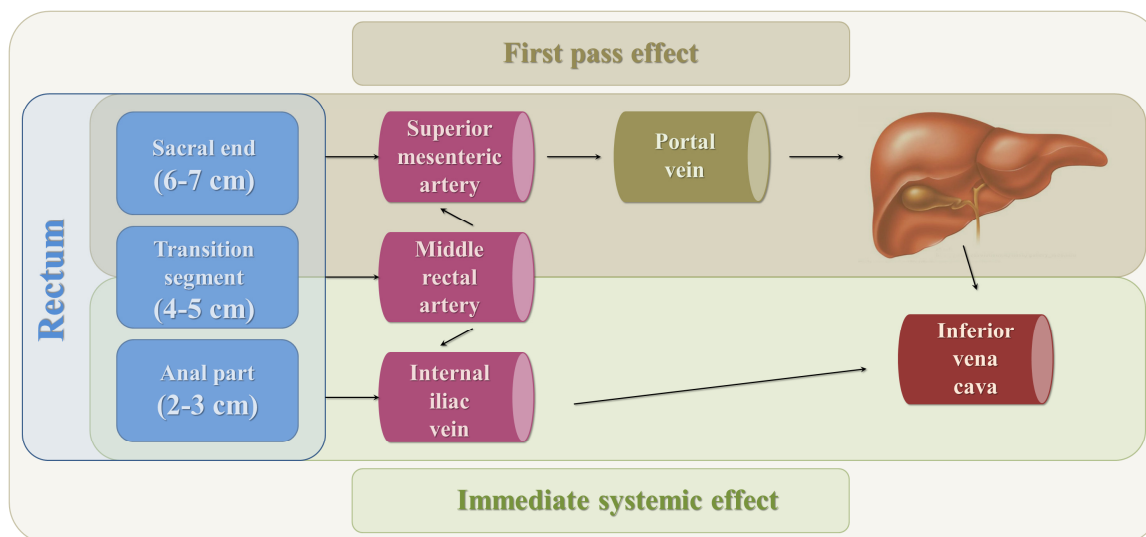 First pass effect
Rectum
Sacral end
(6-7 cm)
Superior
mesenteric
artery
Portal
vein
Transition
segment
(4-5 cm)
Middle
rectal
artery
Anal part
(2-3 cm)
Internal
iliac
vein
Inferior
vena
cava
Immediate systemic effect